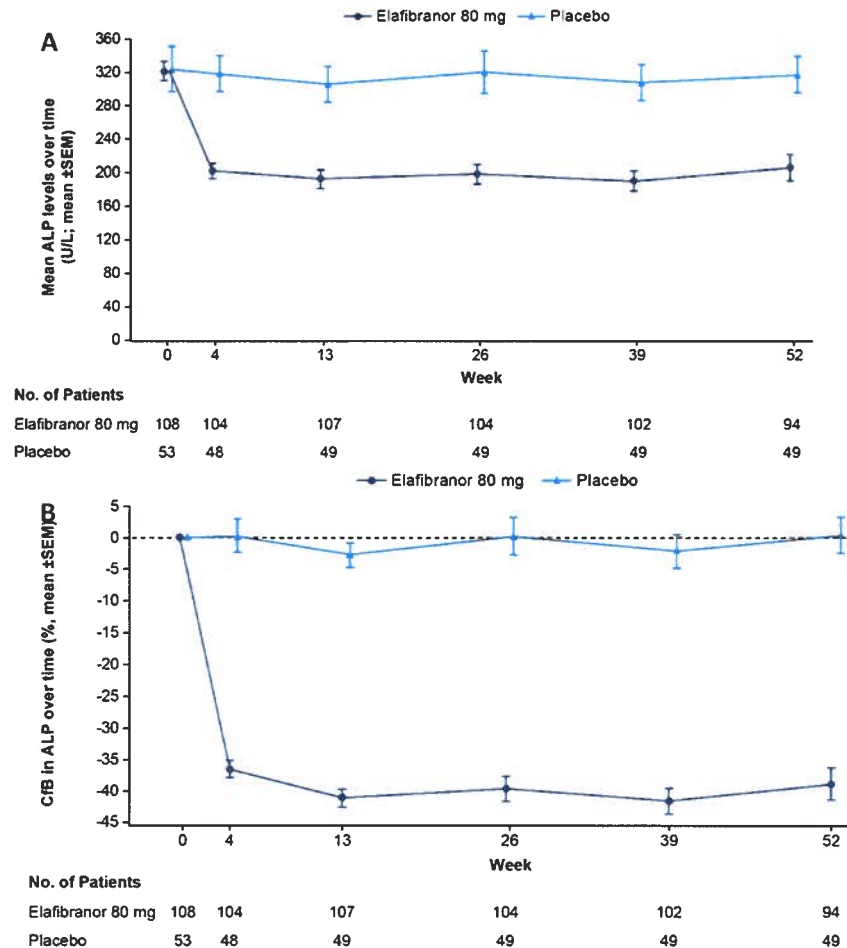 Elafibranor 80 mg Placebo
A
Mean ALP levels over time
(U/L; mean ±SEM)
360
320
280
240
200
160
120
80
40
0
0 4 13 26 39 52
Week
No. of Patients
Elafibranor 80 mg 108 104 107 104 102 94
Placebo 53 48 49 49 49 49
Elafibranor 80 mg Placebo
B
CfB in ALP over time (%, mean ±SEM)
5
0
-5
-10
-15
-20
-25
-30
-35
-40
-45
0 4 13 26 39 52
Week
No. of Patients
Elafibranor 80 mg 108 104 107 104 102 94
Placebo 53 48 49 49 49 49